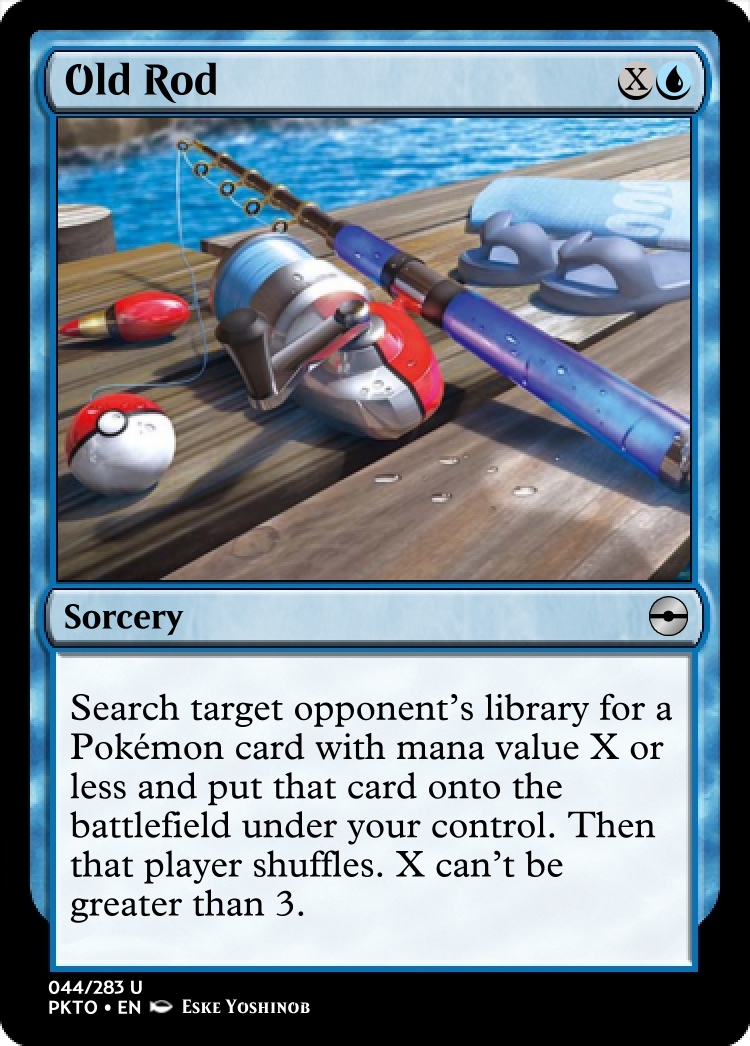 Old Rod X
Sorcery
Search target opponent's library for a
Pokémon card with mana value X or
less and put that card onto the
battlefield under your control. Then
that player shuffles. X can't be
greater than 3.
044/283 U
PKTO • EN Eske Yoshinob